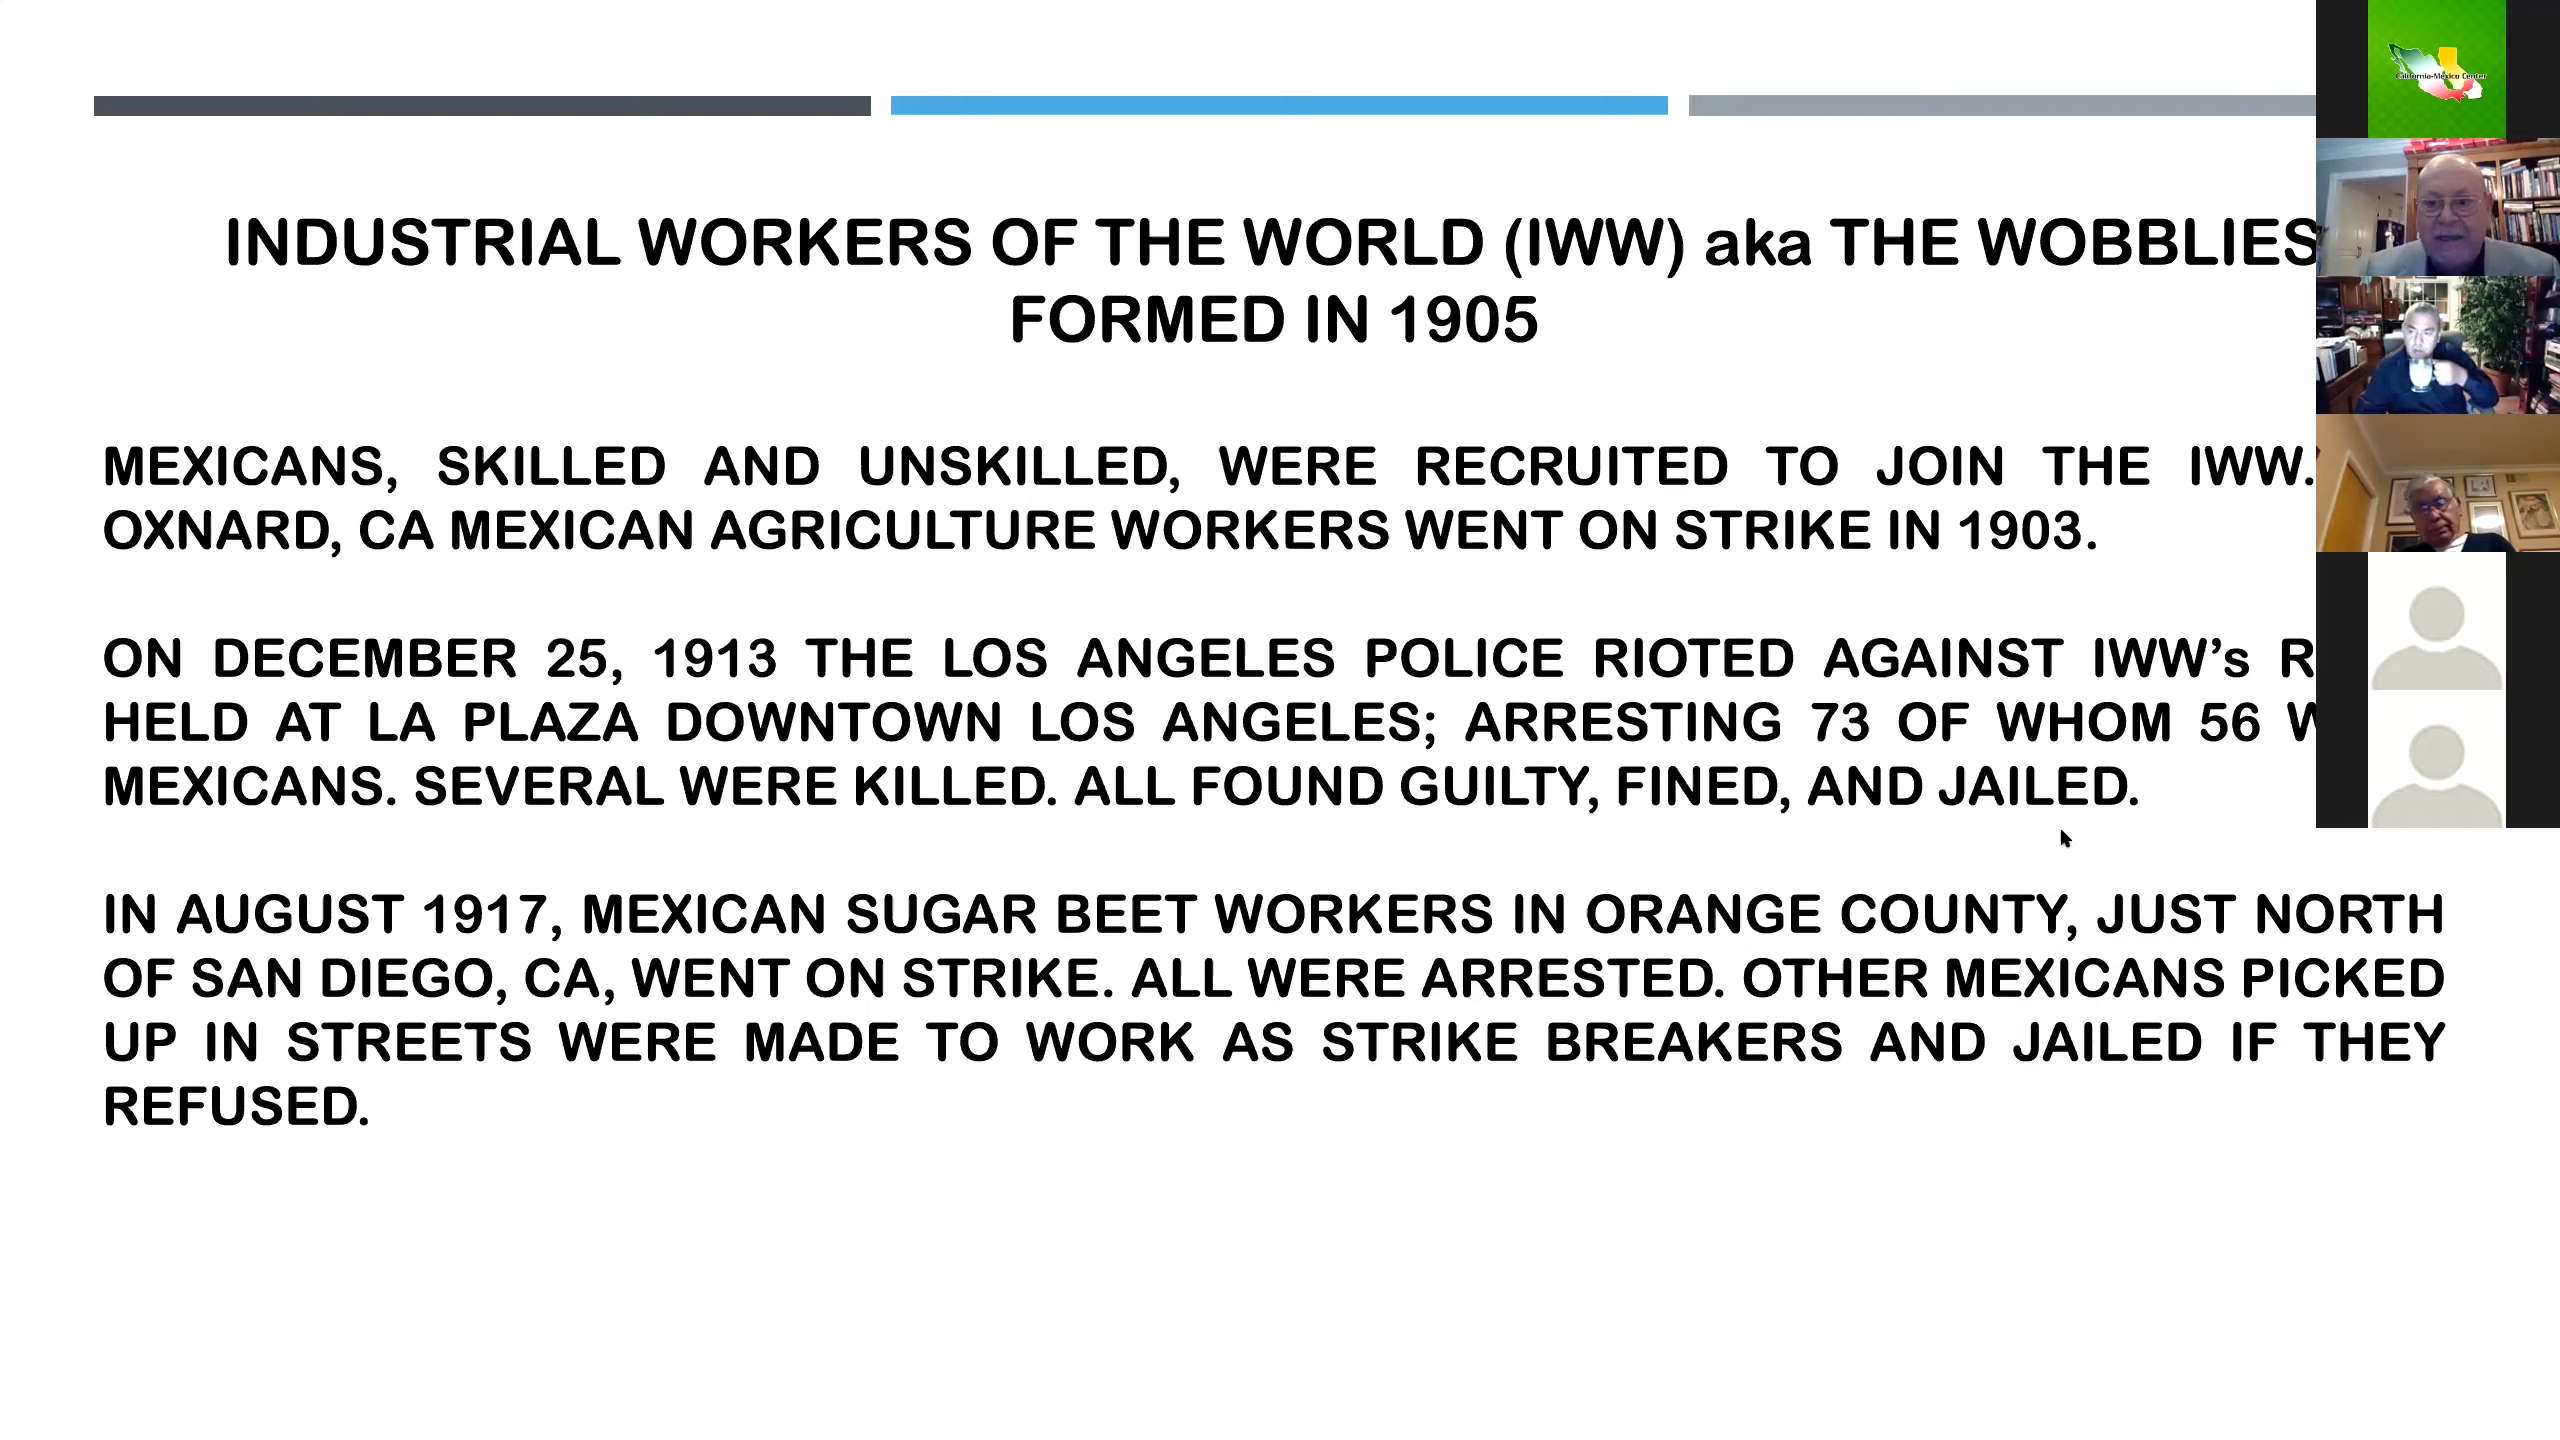 INDUSTRIAL WORKERS OF THE WORLD (IWW) aka THE WOBBLIES
FORMED IN 1905
MEXICANS, SKILLED AND UNSKILLED, WERE RECRUITED TO JOIN THE IWW.
OXNARD, CA MEXICAN AGRICULTURE WORKERS WENT ON STRIKE IN 1903.
ON DECEMBER 25, 1913 THE LOS ANGELES POLICE RIOTED AGAINST IWW’s
HELD AT LA PLAZA DOWNTOWN LOS ANGELES; ARRESTING 73 OF WHOM 56
MEXICANS. SEVERAL WERE KILLED. ALL FOUND GUILTY, FINED, AND JAILED.
IN AUGUST 1917, MEXICAN SUGAR BEET WORKERS IN ORANGE COUNTY, JUST NORTH
OF SAN DIEGO, CA, WENT ON STRIKE. ALL WERE ARRESTED. OTHER MEXICANS PICKED
UP IN STREETS WERE MADE TO WORK AS STRIKE BREAKERS AND JAILED IF THEY
REFUSED.
California-México Center